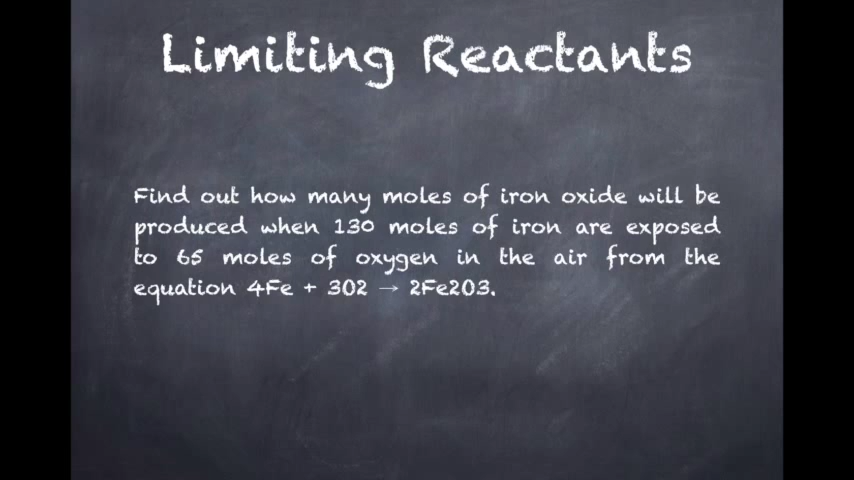 Limiting Reactants
Find out how many moles of iron oxide will be
produced when 130 moles of iron are exposed
to 65 moles of oxygen in the air from the
equation 4Fe + 3O2 → 2Fe2O3.